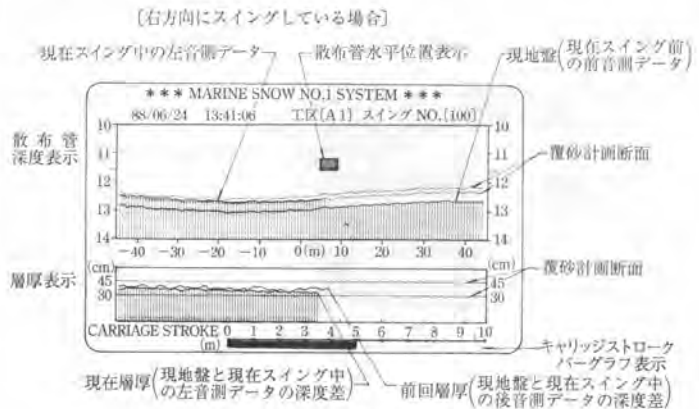 〔右方向にスイングしている場合〕
現在スイング中の左音測データ
散布管水平位置表示
現地盤(現在スイング前の前音測データ)
*** MARINE SNOW NO,1 SYSTEM ***
88/06/24 13:41:06 工区[A1] スイング NO.[100]
散布管深度表示
10 10
11 11
12 12
13 13
14 14
覆砂計画断面
-40 -30 -20 -10 0(m) 10 20 30 40
層厚表示
(cm) (cm)
45 45
30 30
覆砂計画断面
CARRIAGE STROKE 0 1 2 3 4 5 6 7 8 9 10
(m)
キャリッジストロークバーグラフ表示
現在層厚(現地盤と現在スイング中の左音測データの深度差)
前回層厚(現地盤と現在スイング中の後音測データの深度差)